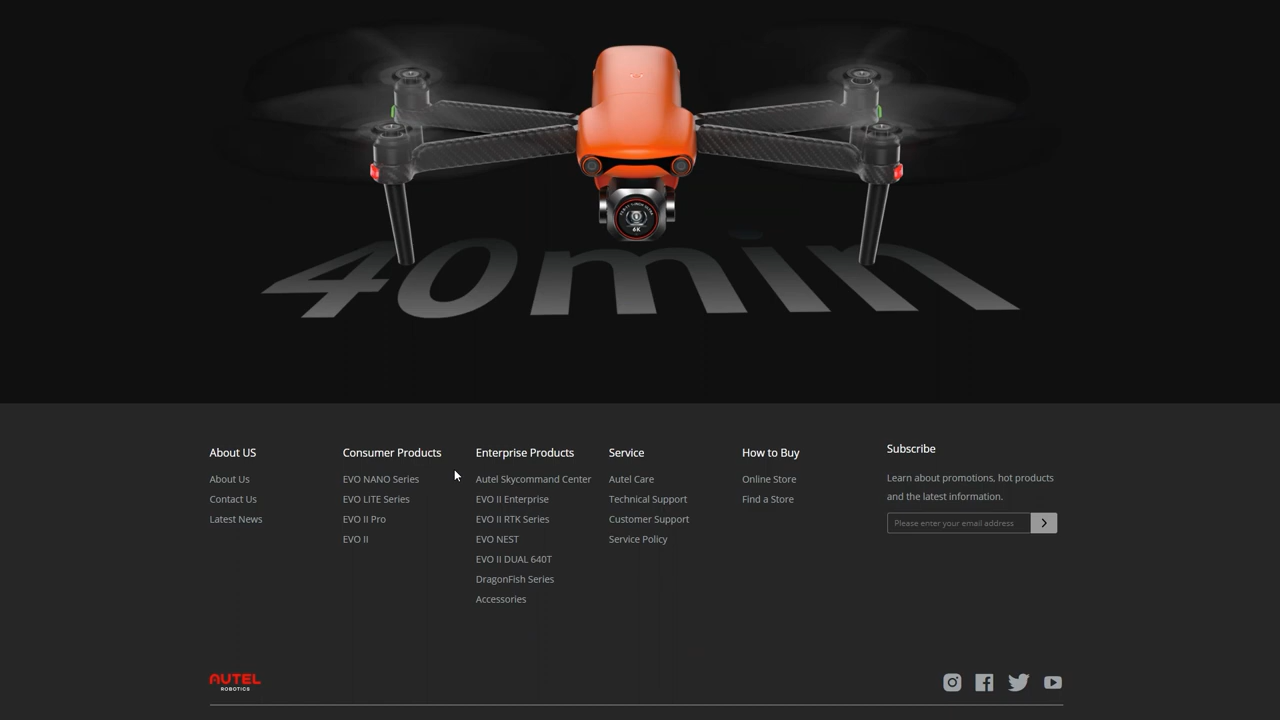 6K
40min
About US
About Us
Contact Us
Latest News
Consumer Products
EVO NANO Series
EVO LITE Series
EVO II Pro
EVO II
Enterprise Products
Autel Skycommand Center
EVO II Enterprise
EVO II RTK Series
EVO NEST
EVO II DUAL 640T
DragonFish Series
Accessories
Service
Autel Care
Technical Support
Customer Support
Service Policy
How to Buy
Online Store
Find a Store
Subscribe
Learn about promotions, hot products
and the latest information.
Please enter your email address
AUTEL
ROBOTICS